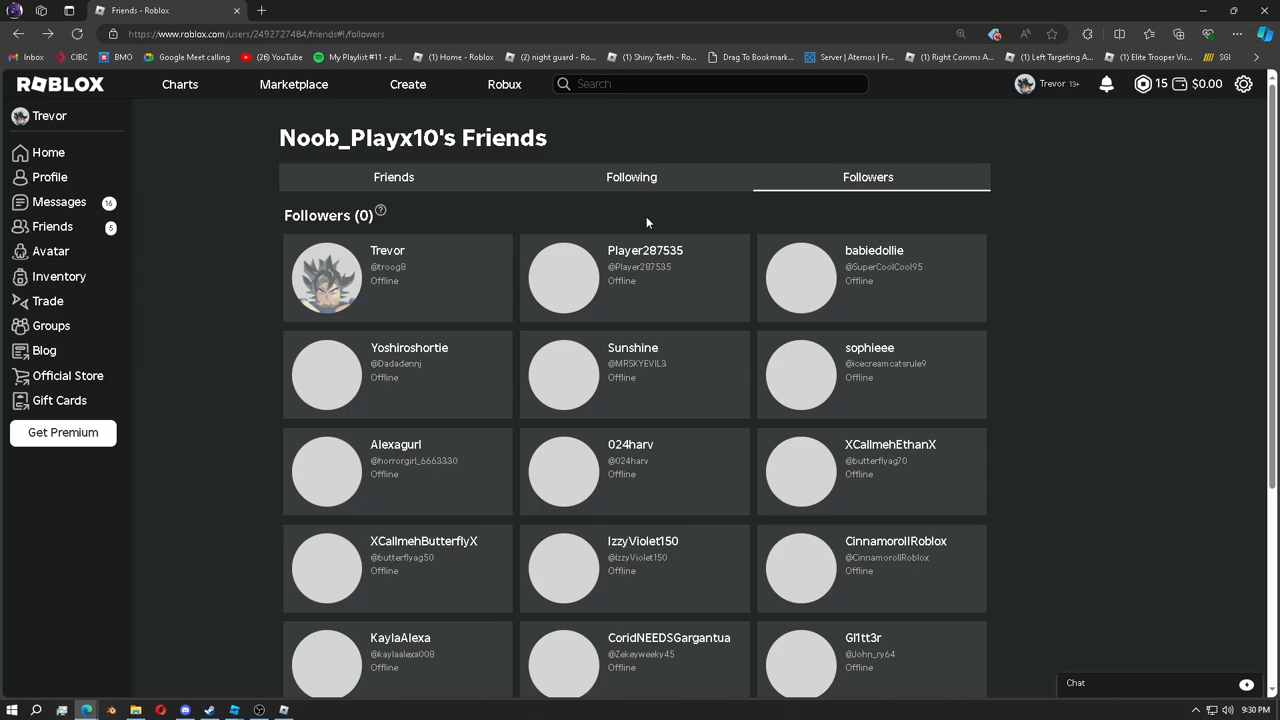 Friends - Roblox
https://www.roblox.com/users/2492727484/friends#!/followers
Inbox
CIBC
BMO
Google Meet calling
(26) YouTube
My Playlist #11 - pl...
(1) Home - Roblox
(2) night guard - Ro...
(1) Shiny Teeth - Ro...
Drag To Bookmark...
Server | Aternos | Fr...
(1) Right Comms A...
(1) Left Targeting A...
(1) Elite Trooper Vis...
SGI
ROBLOX
Charts
Marketplace
Create
Robux
Search
Trevor 13+
15
$0.00
Trevor
Home
Profile
Messages 16
Friends 5
Avatar
Inventory
Trade
Groups
Blog
Official Store
Gift Cards
Get Premium
Noob_Playx10's Friends
Friends
Following
Followers
Followers (0)
Trevor
@troog8
Offline
Player287535
@Player287535
Offline
babiedollie
@SuperCoolCool95
Offline
Yoshiroshortie
@Dadadennj
Offline
Sunshine
@MRSKYEVIL3
Offline
sophieee
@icecreamcatsrule9
Offline
Alexagurl
@horrorgirl_6663330
Offline
024harv
@024harv
Offline
XCallmehEthanX
@butterflyag70
Offline
XCallmehButterflyX
@butterflyag50
Offline
IzzyViolet150
@IzzyViolet150
Offline
CinnamorollRoblox
@CinnamorollRoblox
Offline
KaylaAlexa
@kaylaalexa008
Offline
CoridNEEDSGargantua
@Zekeyweeky45
Offline
Gl1tt3r
@John_ry64
Offline
Chat
9:30 PM